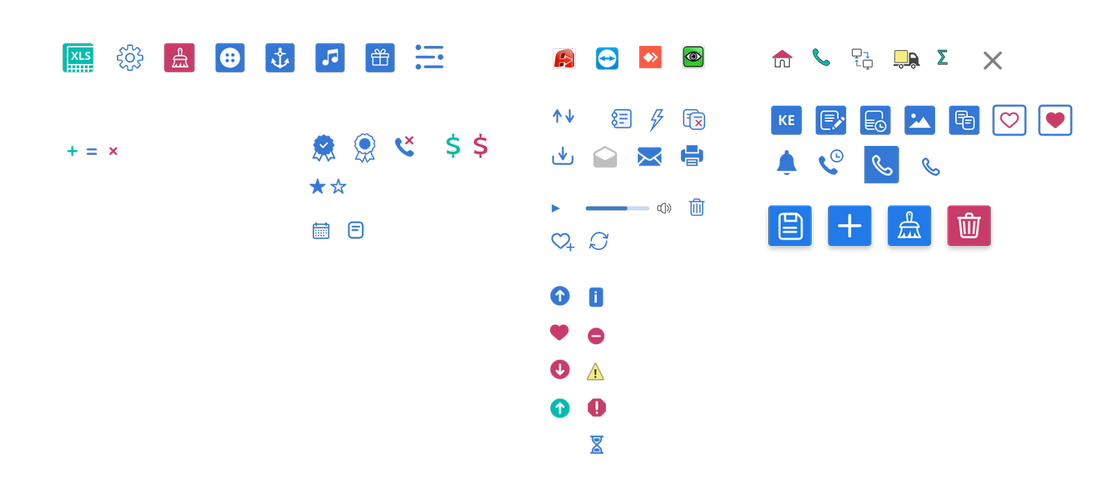 XLS
Σ
KE
+ = ×
$ $